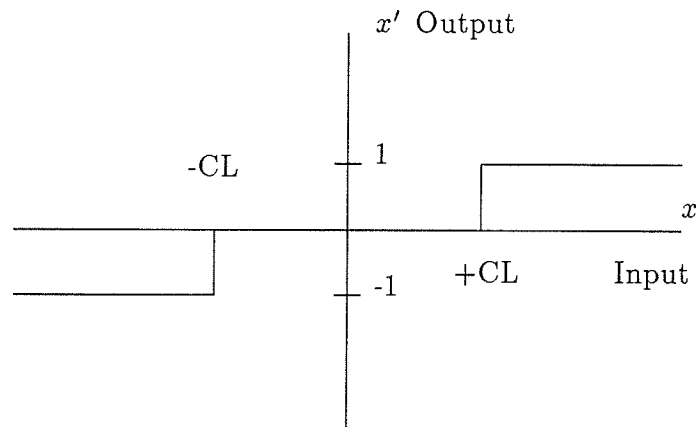 x′ Output
1
-CL
x
+CL
Input
-1